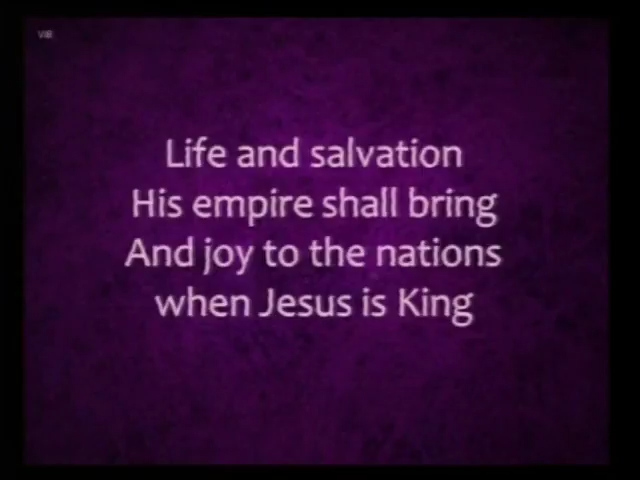 Life and salvation
His empire shall bring
And joy to the nations
when Jesus is King